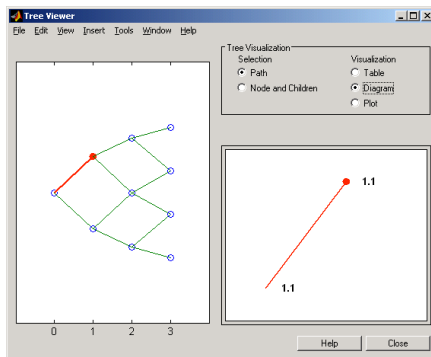 Tree Viewer
File Edit View Insert Tools Window Help
Tree Visualization
Selection Visualization
Path Table
Node and Children Diagram
Plot
1.1
1.1
0 1 2 3
Help Close